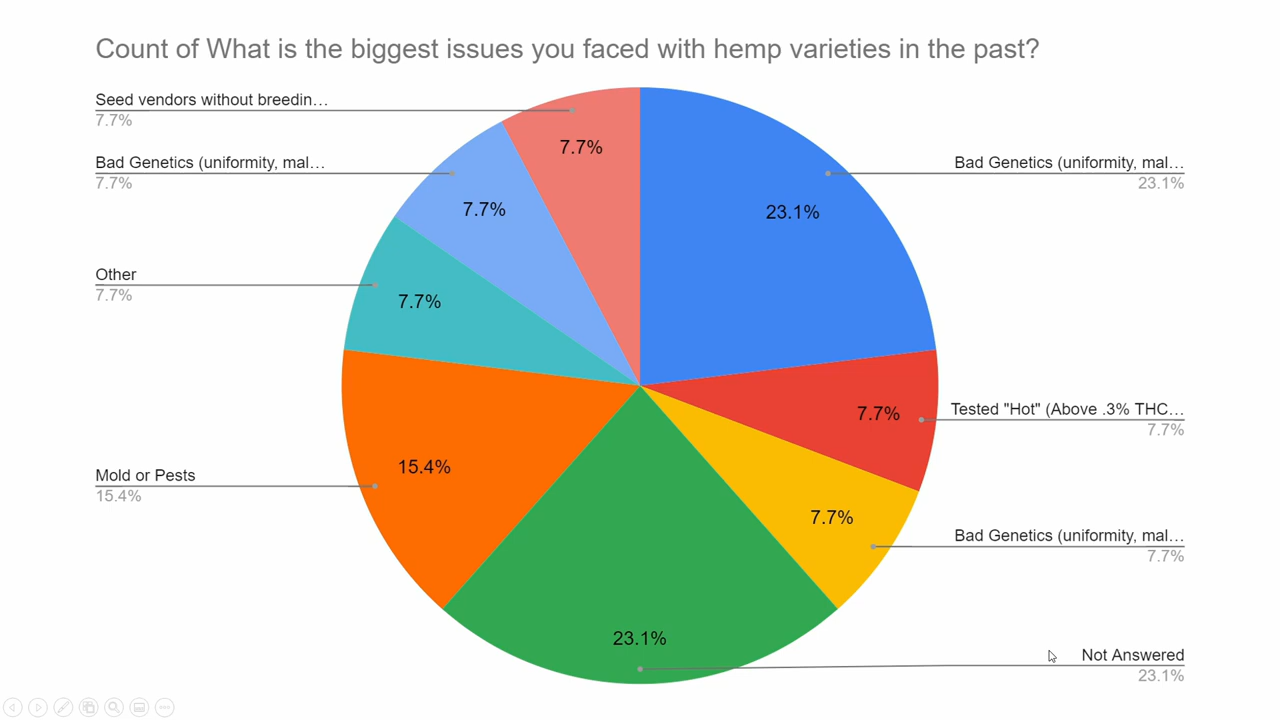 Count of What is the biggest issues you faced with hemp varieties in the past?
Seed vendors without breedin…
7.7%
Bad Genetics (uniformity, mal…
7.7%
Other
7.7%
Mold or Pests
15.4%
Bad Genetics (uniformity, mal…
23.1%
Tested "Hot" (Above .3% THC…
7.7%
Bad Genetics (uniformity, mal…
7.7%
Not Answered
23.1%
7.7%
7.7%
7.7%
15.4%
23.1%
7.7%
7.7%
23.1%